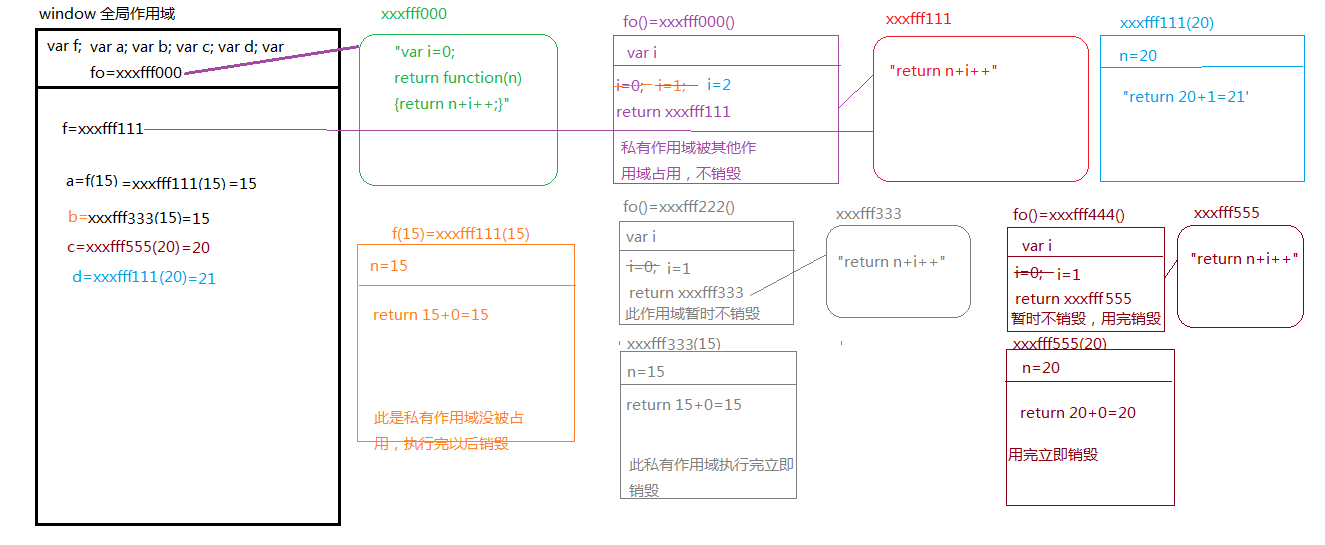 window 全局作用域
var f; var a; var b; var c; var d; var
fo=xxxfff000
f=xxxfff111
a=f(15) =xxxfff111(15) =15
b=xxxfff333(15)=15
c=xxxfff555(20)=20
d=xxxfff111(20)=21
xxxfff000
"var i=0;
return function(n)
{return n+i++;}"
fo()=xxxfff000()
var i
i=0; i=1; i=2
return xxxfff111
私有作用域被其他作
用域占用，不销毁
xxxfff111
"return n+i++"
xxxfff111(20)
n=20
"return 20+1=21'
f(15)=xxxfff111(15)
n=15
return 15+0=15
此是私有作用域没被占
用，执行完以后销毁
fo()=xxxfff222()
var i
i=0; i=1
return xxxfff333
此作用域暂时不销毁
xxxfff333
"return n+i++"
xxxfff333(15)
n=15
return 15+0=15
此私有作用域执行完立即
销毁
fo()=xxxfff444()
var i
i=0; i=1
return xxxfff555
暂时不销毁，用完销毁
xxxfff555
"return n+i++"
xxxfff555(20)
n=20
return 20+0=20
用完立即销毁